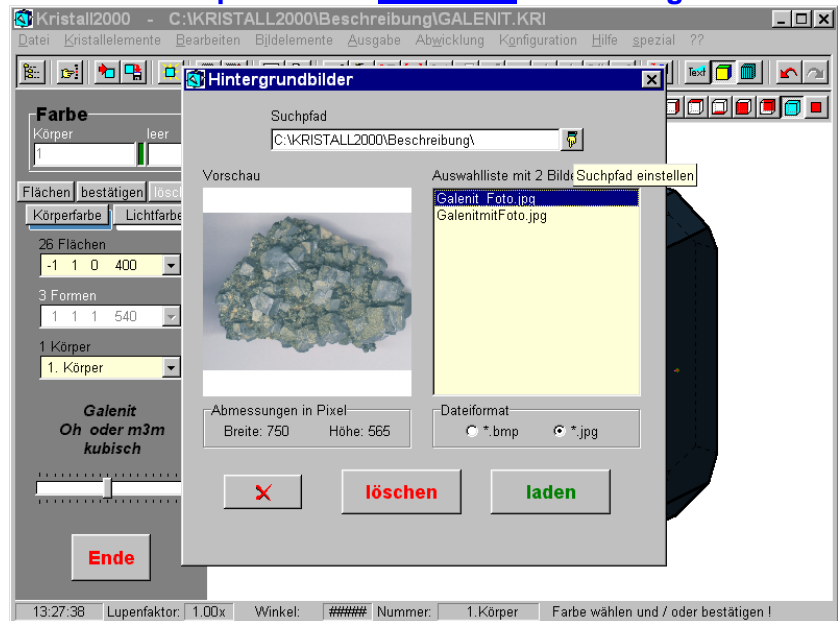 Kristall2000 - C:\KRISTALL2000\Beschreibung\GALENIT.KRI
Datei Kristallelemente Bearbeiten Bildelemente Ausgabe Abwicklung Konfiguration Hilfe spezial ??
Text
Hintergrundbilder
Farbe
Körper leer
1
Flächen bestätigen
Körperfarbe Lichtfarbe
26 Flächen
-1 1 0 400
3 Formen
1 1 1 540
1 Körper
1. Körper
Galenit
Oh oder m3m
kubisch
Ende
Suchpfad
C:\KRISTALL2000\Beschreibung\
Suchpfad einstellen
Vorschau
Auswahlliste mit 2 Bilde
Galenit_Foto.jpg
GalenitmitFoto.jpg
Abmessungen in Pixel
Breite: 750 Höhe: 565
Dateiformat
*.bmp *.jpg
löschen
laden
13:27:38 Lupenfaktor: 1.00x Winkel: ##### Nummer: 1.Körper Farbe wählen und / oder bestätigen !